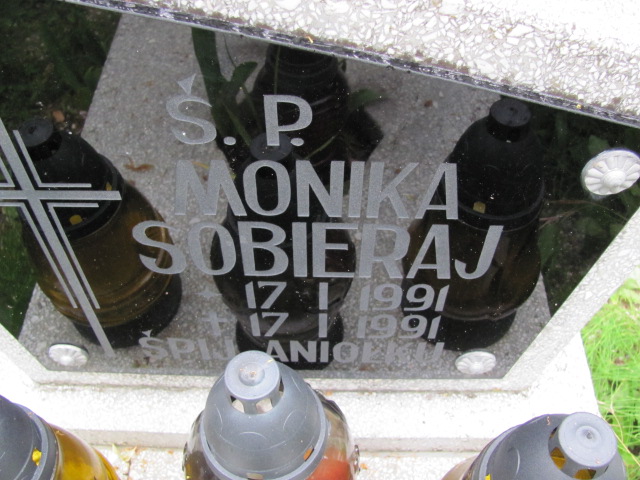 Ś. P.
MONIKA
SOBIERAJ
* 17 I 1991
+ 17 I 1991
ŚPIJ ANIOŁKU